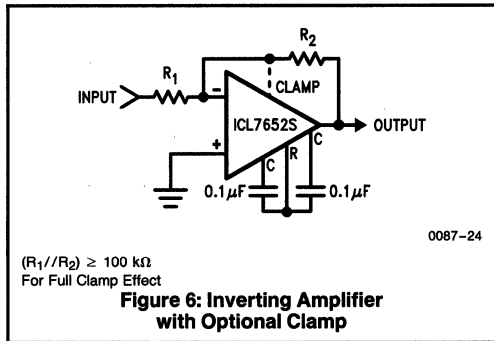 R2
R1
CLAMP
INPUT
-
ICL7652S
OUTPUT
+
C
R
C
0.1μF
0.1μF
0087-24
(R1//R2) ≥ 100 kΩ
For Full Clamp Effect
Figure 6: Inverting Amplifier
with Optional Clamp